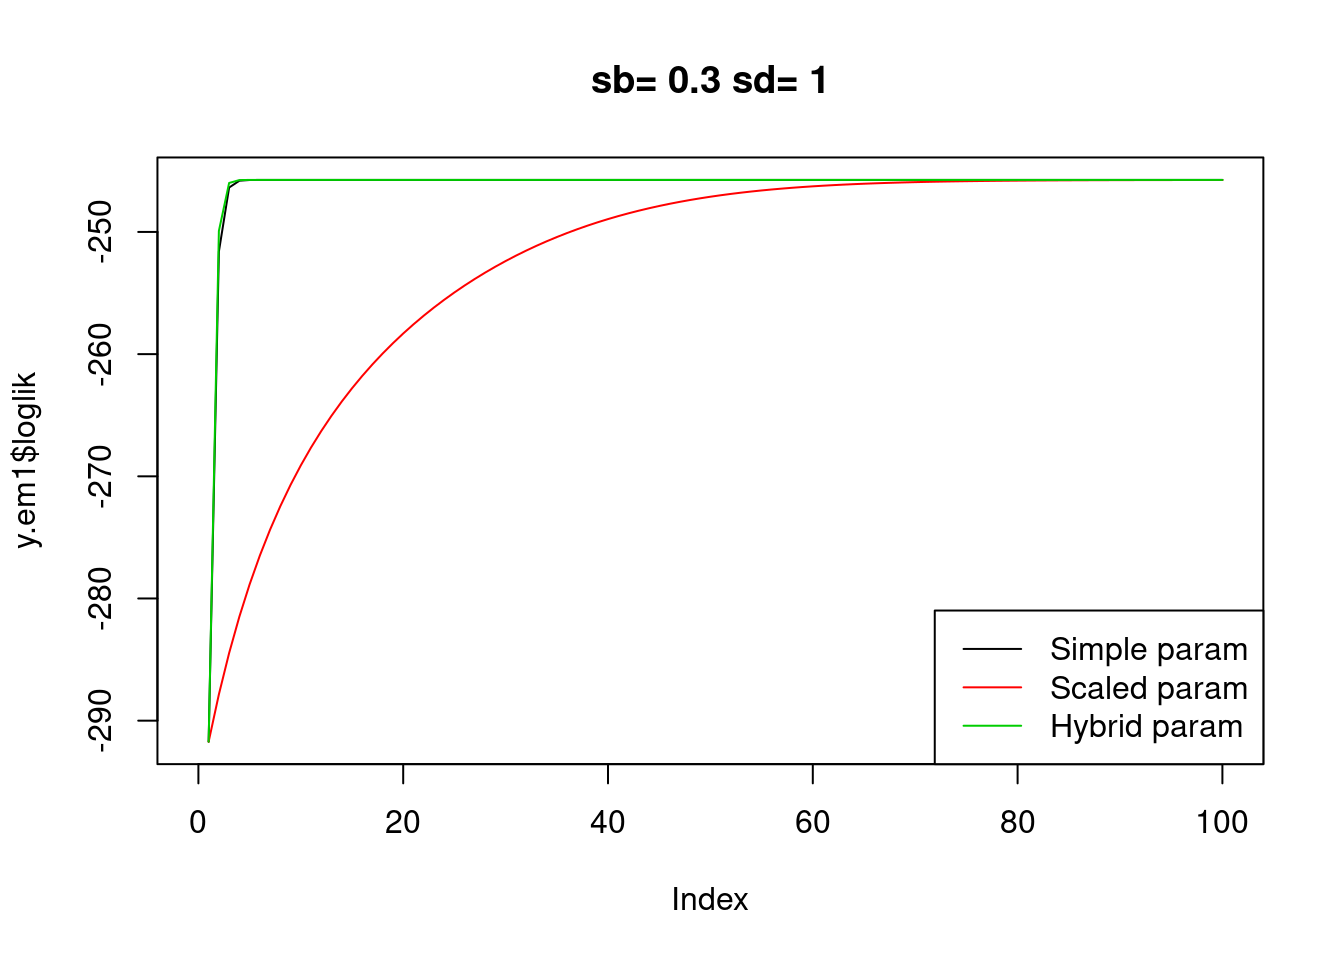 sb= 0.3 sd= 1
y.em1$loglik
-250
-260
-270
-280
-290
Simple param
Scaled param
Hybrid param
0 20 40 60 80 100
Index